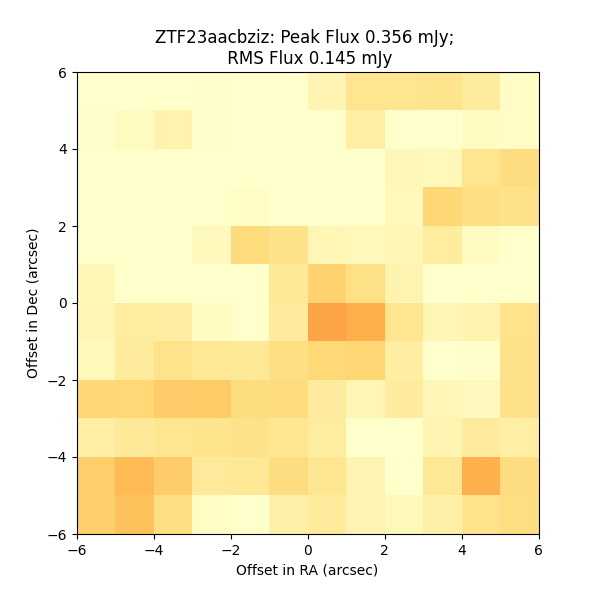 ZTF23aacbziz: Peak Flux 0.356 mJy;
RMS Flux 0.145 mJy
6
4
2
0
−2
−4
−6
Offset in Dec (arcsec)
−6 −4 −2 0 2 4 6
Offset in RA (arcsec)